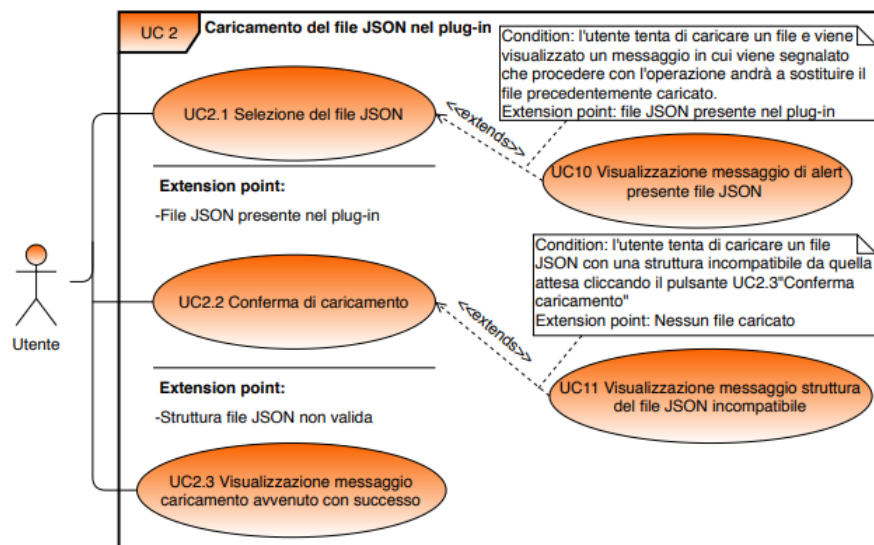 UC 2
Caricamento del file JSON nel plug-in
Condition: l'utente tenta di caricare un file e viene
visualizzato un messaggio in cui viene segnalato
che procedere con l'operazione andrà a sostituire il
file precedentemente caricato.
Extension point: file JSON presente nel plug-in
UC2.1 Selezione del file JSON
<<extends>>
UC10 Visualizzazione messaggio di alert
presente file JSON
Extension point:
-File JSON presente nel plug-in
Condition: l'utente tenta di caricare un file
JSON con una struttura incompatibile da quella
attesa cliccando il pulsante UC2.3"Conferma
caricamento"
Extension point: Nessun file caricato
Utente
UC2.2 Conferma di caricamento
<<extends>>
UC11 Visualizzazione messaggio struttura
del file JSON incompatibile
Extension point:
-Struttura file JSON non valida
UC2.3 Visualizzazione messaggio
caricamento avvenuto con successo